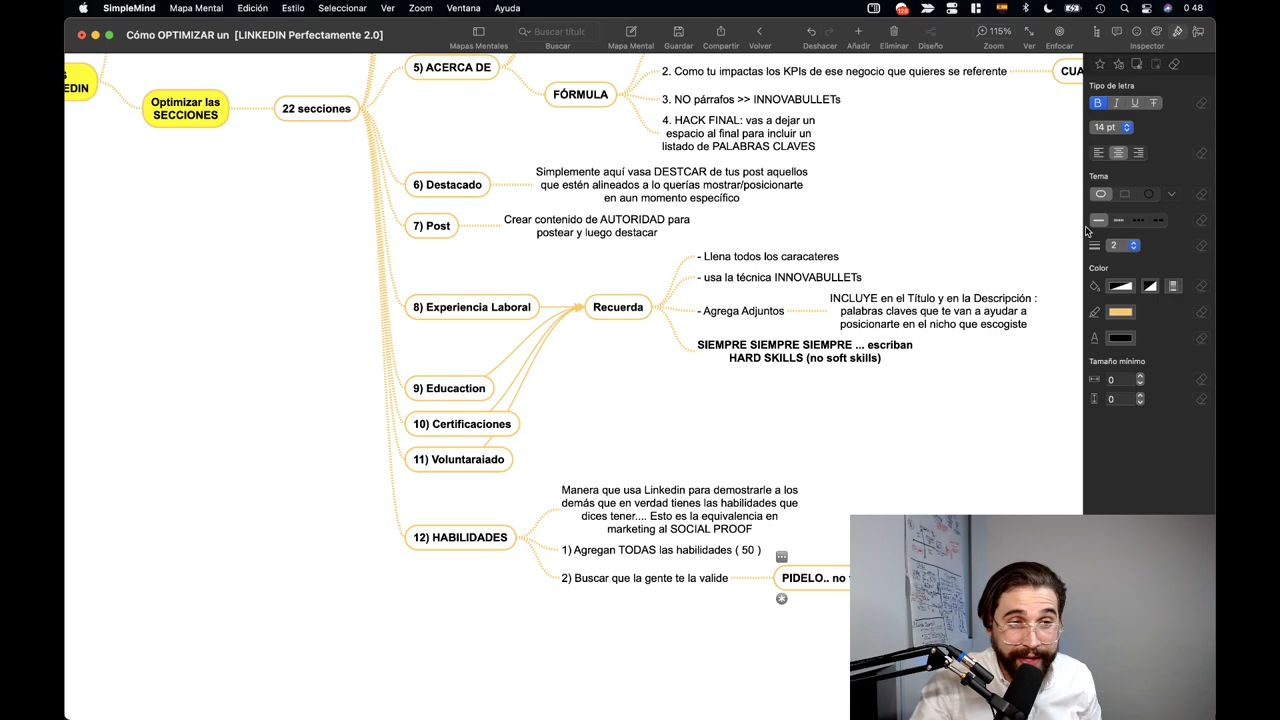 SimpleMind Mapa Mental Edición Estilo Seleccionar Ver Zoom Ventana Ayuda
0 48
Cómo OPTIMIZAR un [LINKEDIN Perfectamente 2.0]
Mapas Mentales
Buscar título
Buscar
Mapa Mental
Guardar
Compartir
Volver
Deshacer
Añadir
Eliminar
Diseño
115%
Zoom
Ver
Enfocar
Inspector
S
EDIN
Optimizar las
SECCIONES
22 secciones
5) ACERCA DE
FÓRMULA
2. Como tu impactas los KPIs de ese negocio que quieres se referente
CUA
3. NO párrafos >> INNOVABULLETs
4. HACK FINAL: vas a dejar un
espacio al final para incluir un
listado de PALABRAS CLAVES
6) Destacado
Simplemente aquí vasa DESTCAR de tus post aquellos
que estén alineados a lo querías mostrar/posicionarte
en aun momento específico
7) Post
Crear contenido de AUTORIDAD para
postear y luego destacar
8) Experiencia Laboral
Recuerda
- Llena todos los caracateres
- usa la técnica INNOVABULLETs
- Agrega Adjuntos
INCLUYE en el Título y en la Descripción :
palabras claves que te van a ayudar a
posicionarte en el nicho que escogiste
SIEMPRE SIEMPRE SIEMPRE ... escriban
HARD SKILLS (no soft skills)
9) Educaction
10) Certificaciones
11) Voluntaraiado
12) HABILIDADES
Manera que usa Linkedin para demostrarle a los
demás que en verdad tienes las habilidades que
dices tener.... Esto es la equivalencia en
marketing al SOCIAL PROOF
1) Agregan TODAS las habilidades ( 50 )
2) Buscar que la gente te la valide
PIDELO.. no
Tipo de letra
B I U T
14 pt
Tema
2
Color
A
Tamaño mínimo
0
0